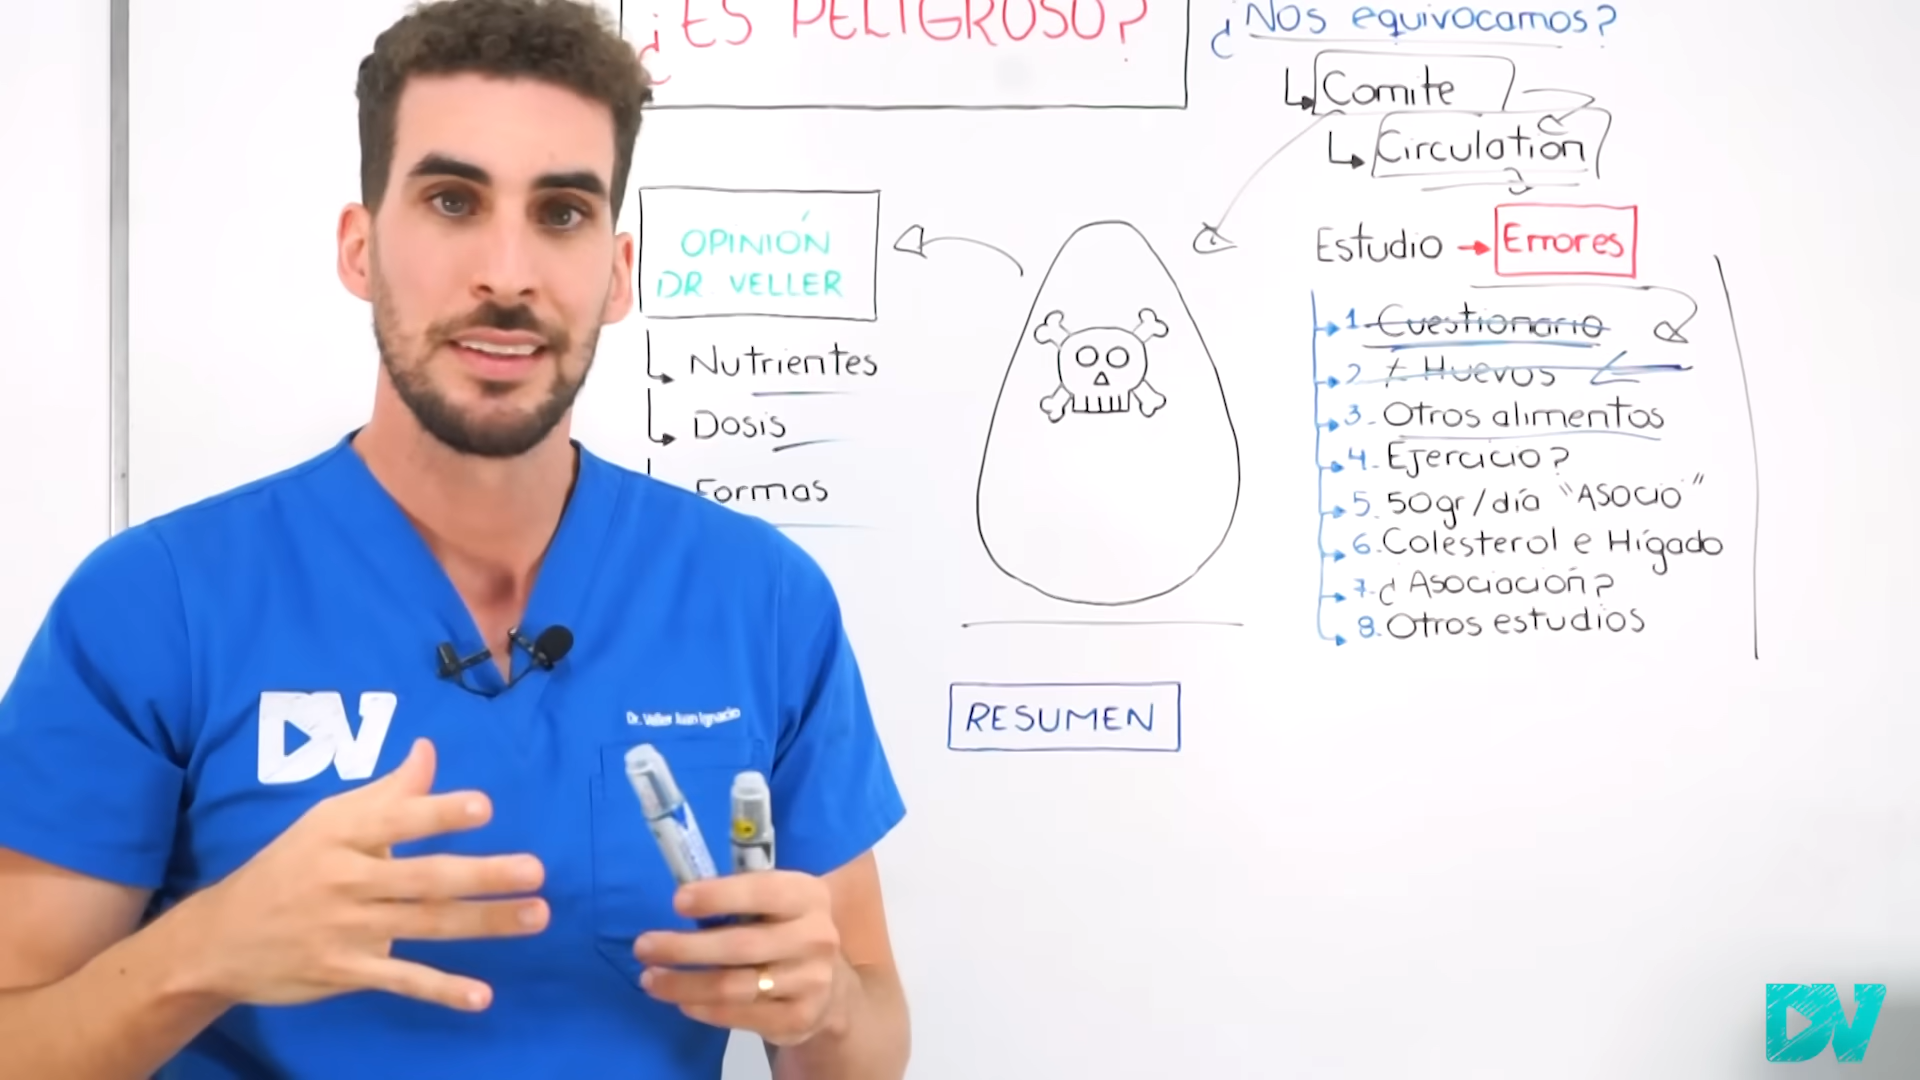 ¿ES PELIGROSO?
¿Nos equivocamos?
Comite
Circulation
OPINIÓN
DR. VELLER
Nutrientes
Dosis
Formas
Estudio → Errores
1. Cuestionario
2. Huevos
3. Otros alimentos
4. Ejercicio?
5. 50gr/día "ASOCIO"
6. Colesterol e Hígado
7. ¿Asociación?
8. Otros estudios
RESUMEN
DV
Dr. Veller Juan Ignacio
DV